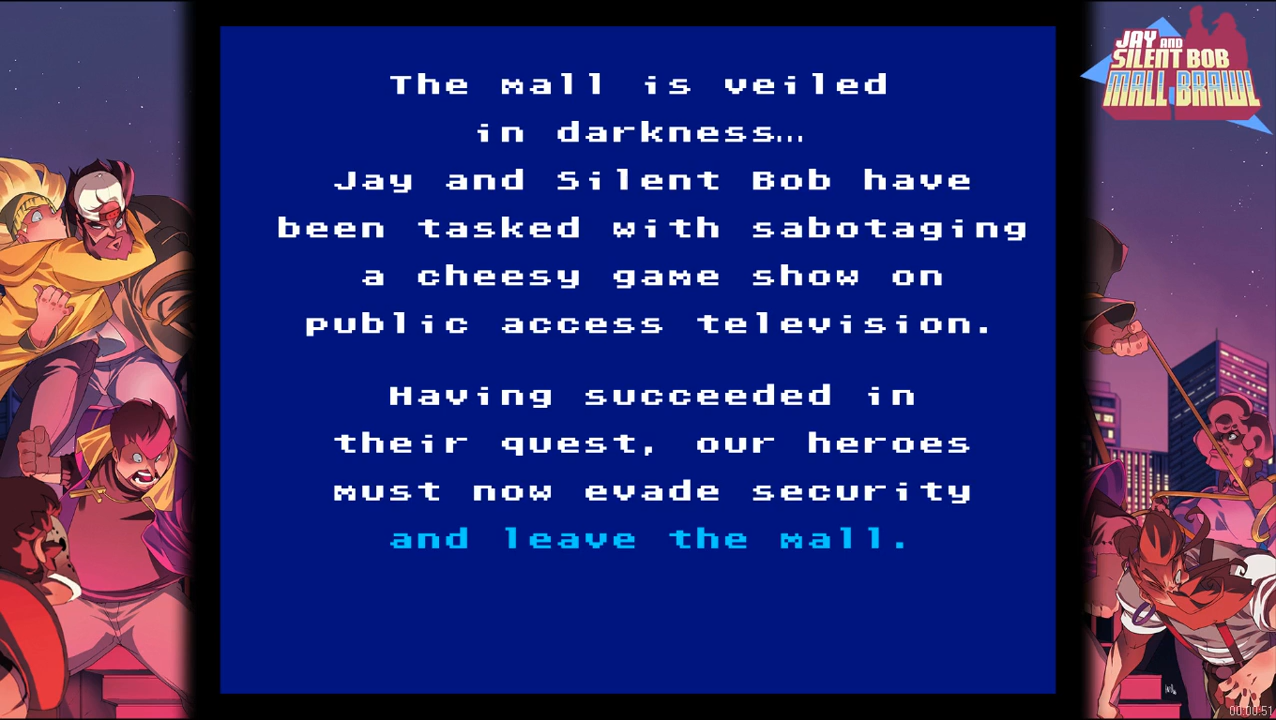 The mall is veiled
in darkness...
Jay and Silent Bob have
been tasked with sabotaging
a cheesy game show on
public access television.
Having succeeded in
their quest, our heroes
must now evade security
and leave the mall.
JAY AND
SILENT BOB
MALL BRAWL
00:00:51